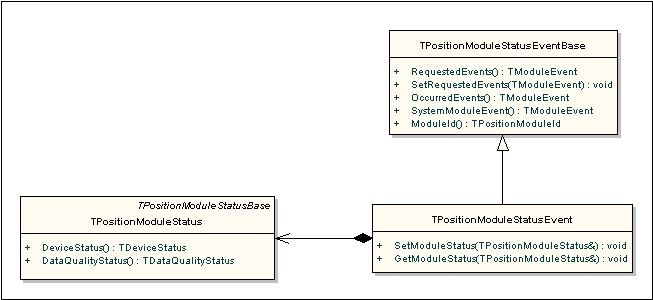 TPositionModuleStatusEventBase
+ RequestedEvents() : TModuleEvent
+ SetRequestedEvents(TModuleEvent) : void
+ OccurredEvents() : TModuleEvent
+ SystemModuleEvent() : TModuleEvent
+ ModuleId() : TPositionModuleId
TPositionModuleStatusBase
TPositionModuleStatus
+ DeviceStatus() : TDeviceStatus
+ DataQualityStatus() : TDataQualityStatus
TPositionModuleStatusEvent
+ SetModuleStatus(TPositionModuleStatus&) : void
+ GetModuleStatus(TPositionModuleStatus&) : void